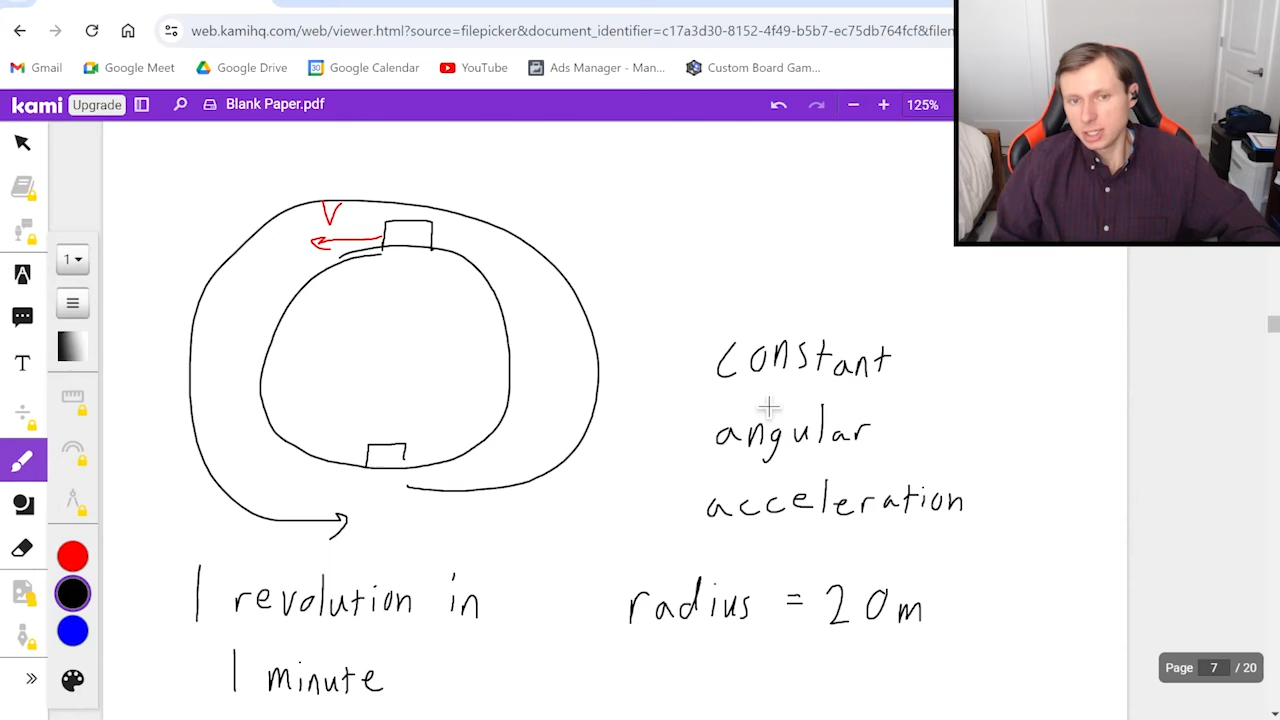 web.kamihq.com/web/viewer.html?source=filepicker&document_identifier=c17a3d30-8152-4f49-b5b7-ec75db764fcf&filen
Gmail Google Meet Google Drive Google Calendar YouTube Ads Manager - Man... Custom Board Gam...
kami Upgrade Blank Paper.pdf 125%
V
1
constant
angular
acceleration
1 revolution in
1 minute
radius = 20m
Page 7 / 20